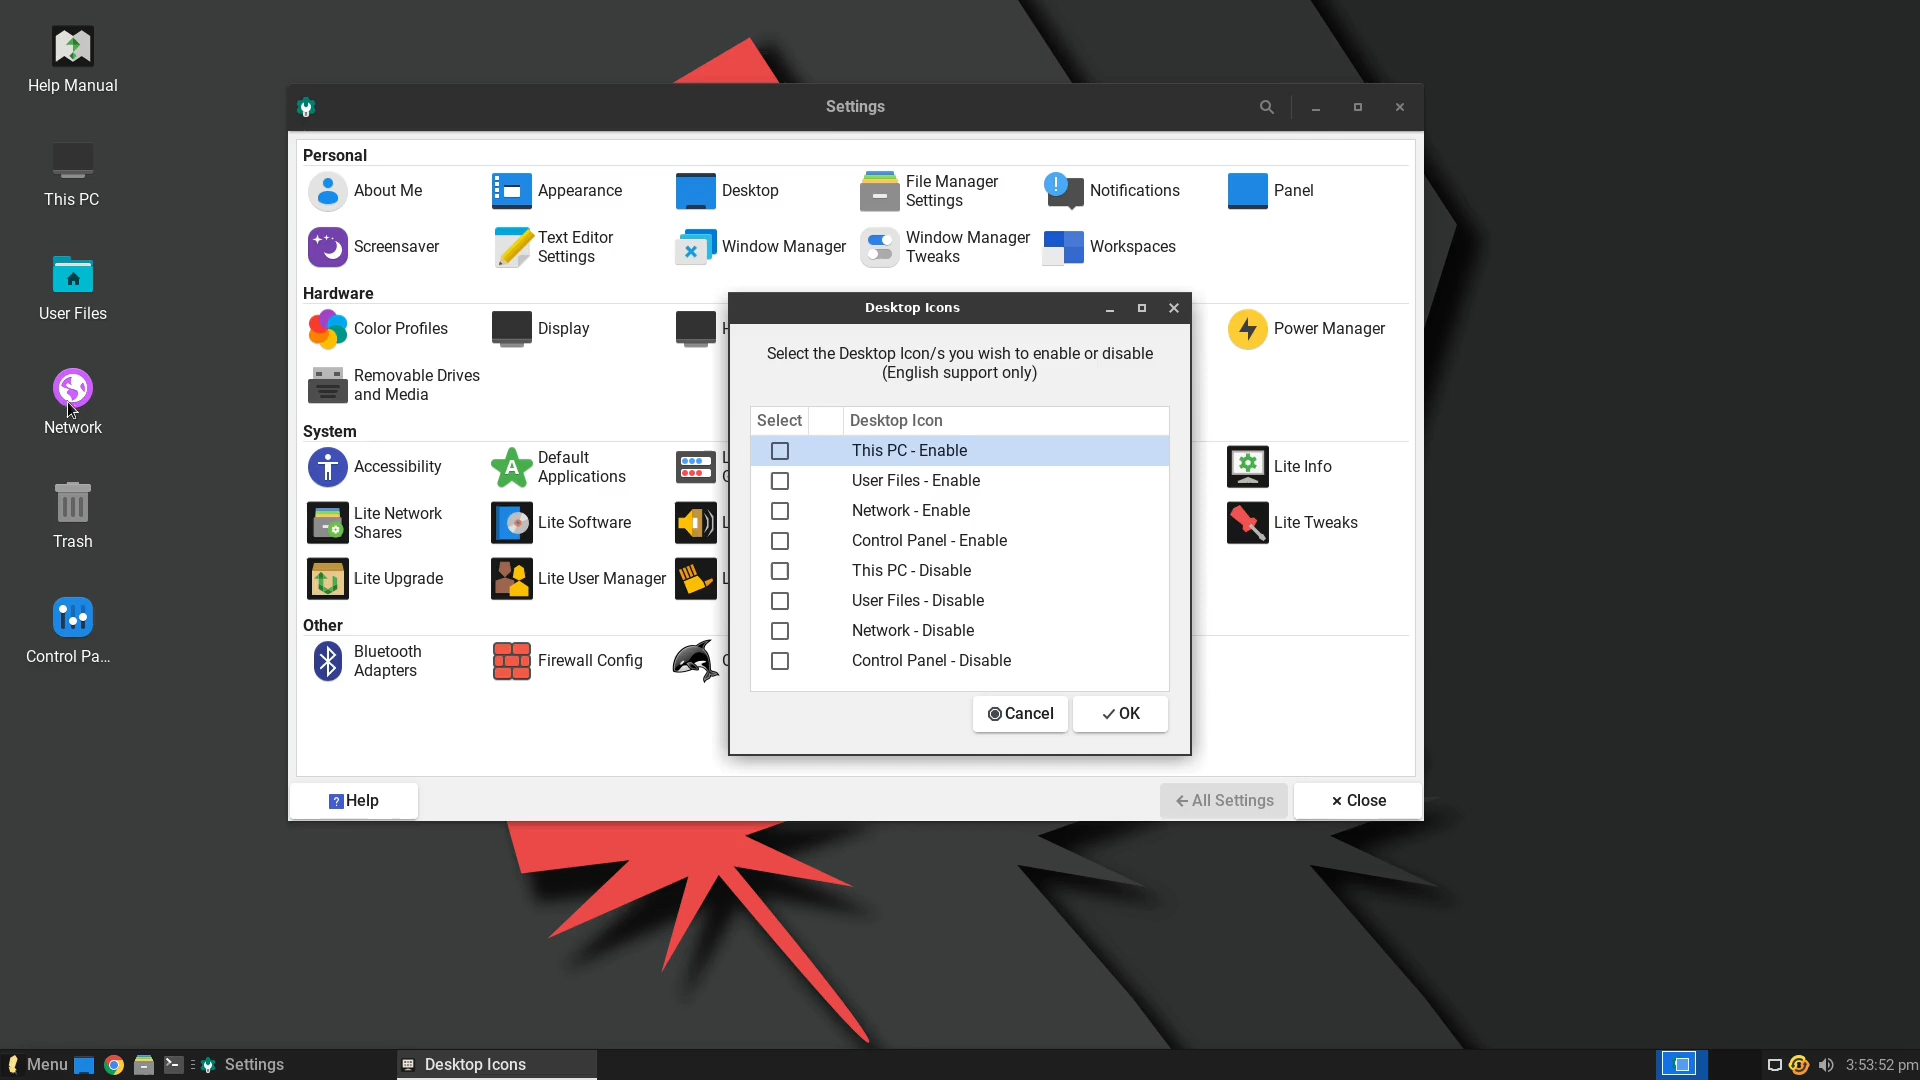 Help Manual
This PC
User Files
Network
Trash
Control Pa...
Settings
Personal
About Me
Appearance
Desktop
File Manager
Settings
Notifications
Panel
Screensaver
Text Editor
Settings
Window Manager
Window Manager
Tweaks
Workspaces
Hardware
Color Profiles
Display
Power Manager
Removable Drives
and Media
System
Accessibility
Default
Applications
Lite Info
Lite Network
Shares
Lite Software
Lite Tweaks
Lite Upgrade
Lite User Manager
Other
Bluetooth
Adapters
Firewall Config
Help
All Settings
Close
Desktop Icons
Select the Desktop Icon/s you wish to enable or disable
(English support only)
Select Desktop Icon
This PC - Enable
User Files - Enable
Network - Enable
Control Panel - Enable
This PC - Disable
User Files - Disable
Network - Disable
Control Panel - Disable
Cancel
OK
Menu
Settings
Desktop Icons
3:53:52 pm